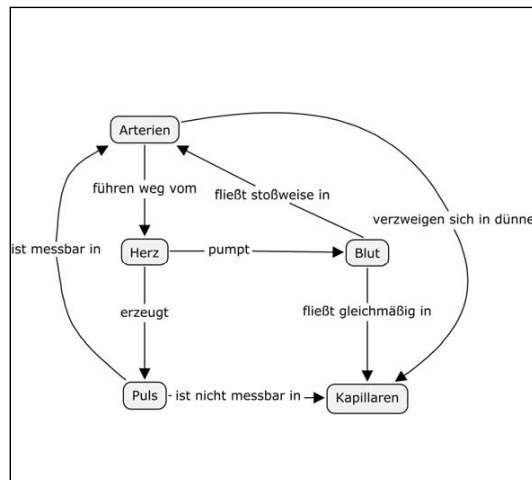 Arterien
führen weg vom
fließt stoßweise in
verzweigen sich in dünne
ist messbar in
Herz
pumpt
Blut
erzeugt
fließt gleichmäßig in
Puls
ist nicht messbar in
Kapillaren